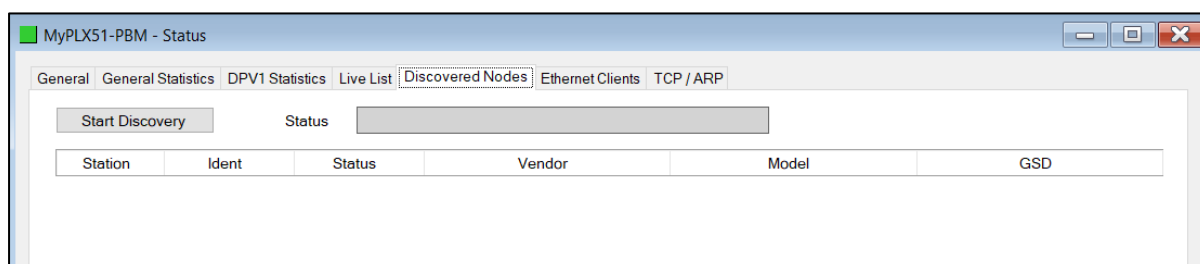 MyPLX51-PBM - Status
General General Statistics DPV1 Statistics Live List Discovered Nodes Ethernet Clients TCP / ARP
Start Discovery Status
Station Ident Status Vendor Model GSD